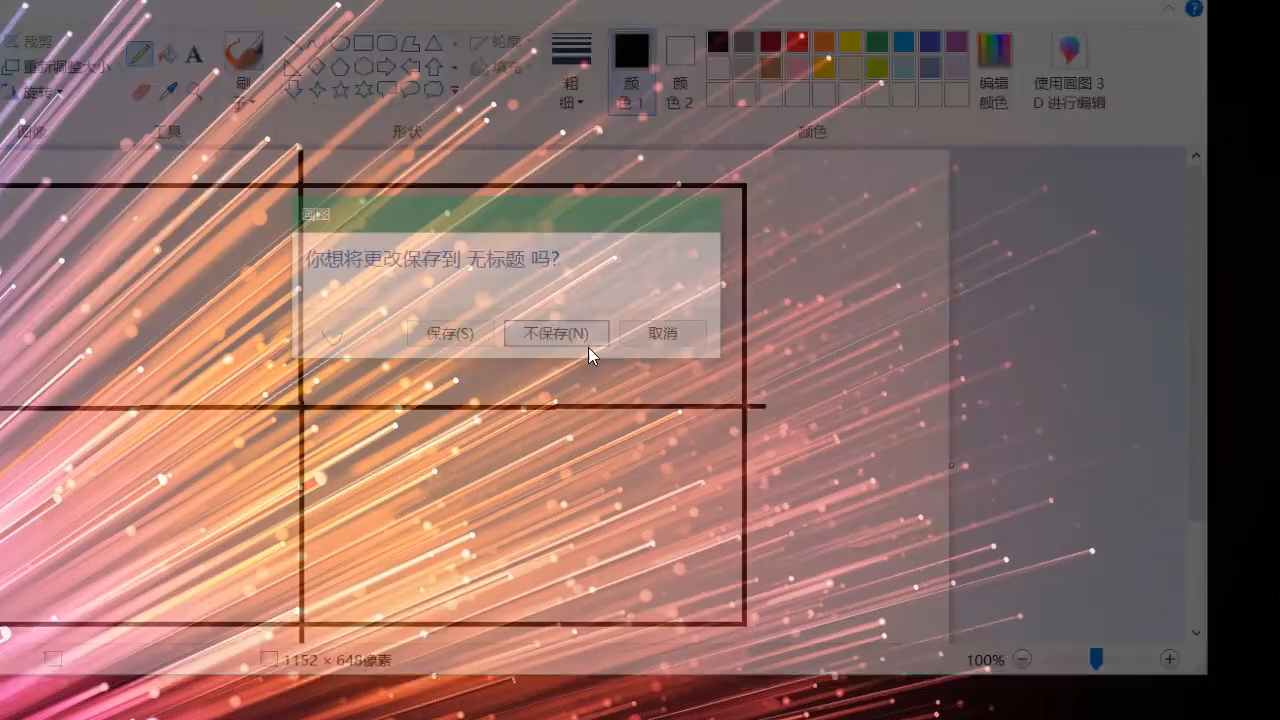 裁剪
重新调整大小
旋转
图像
A
工具
刷
子
形状
轮廓
填充
粗
细
颜
色 1
颜
色 2
颜色
编辑
颜色
使用画图 3
D 进行编辑
画图
你想将更改保存到 无标题 吗?
保存(S)
不保存(N)
取消
1152 × 648像素
100%